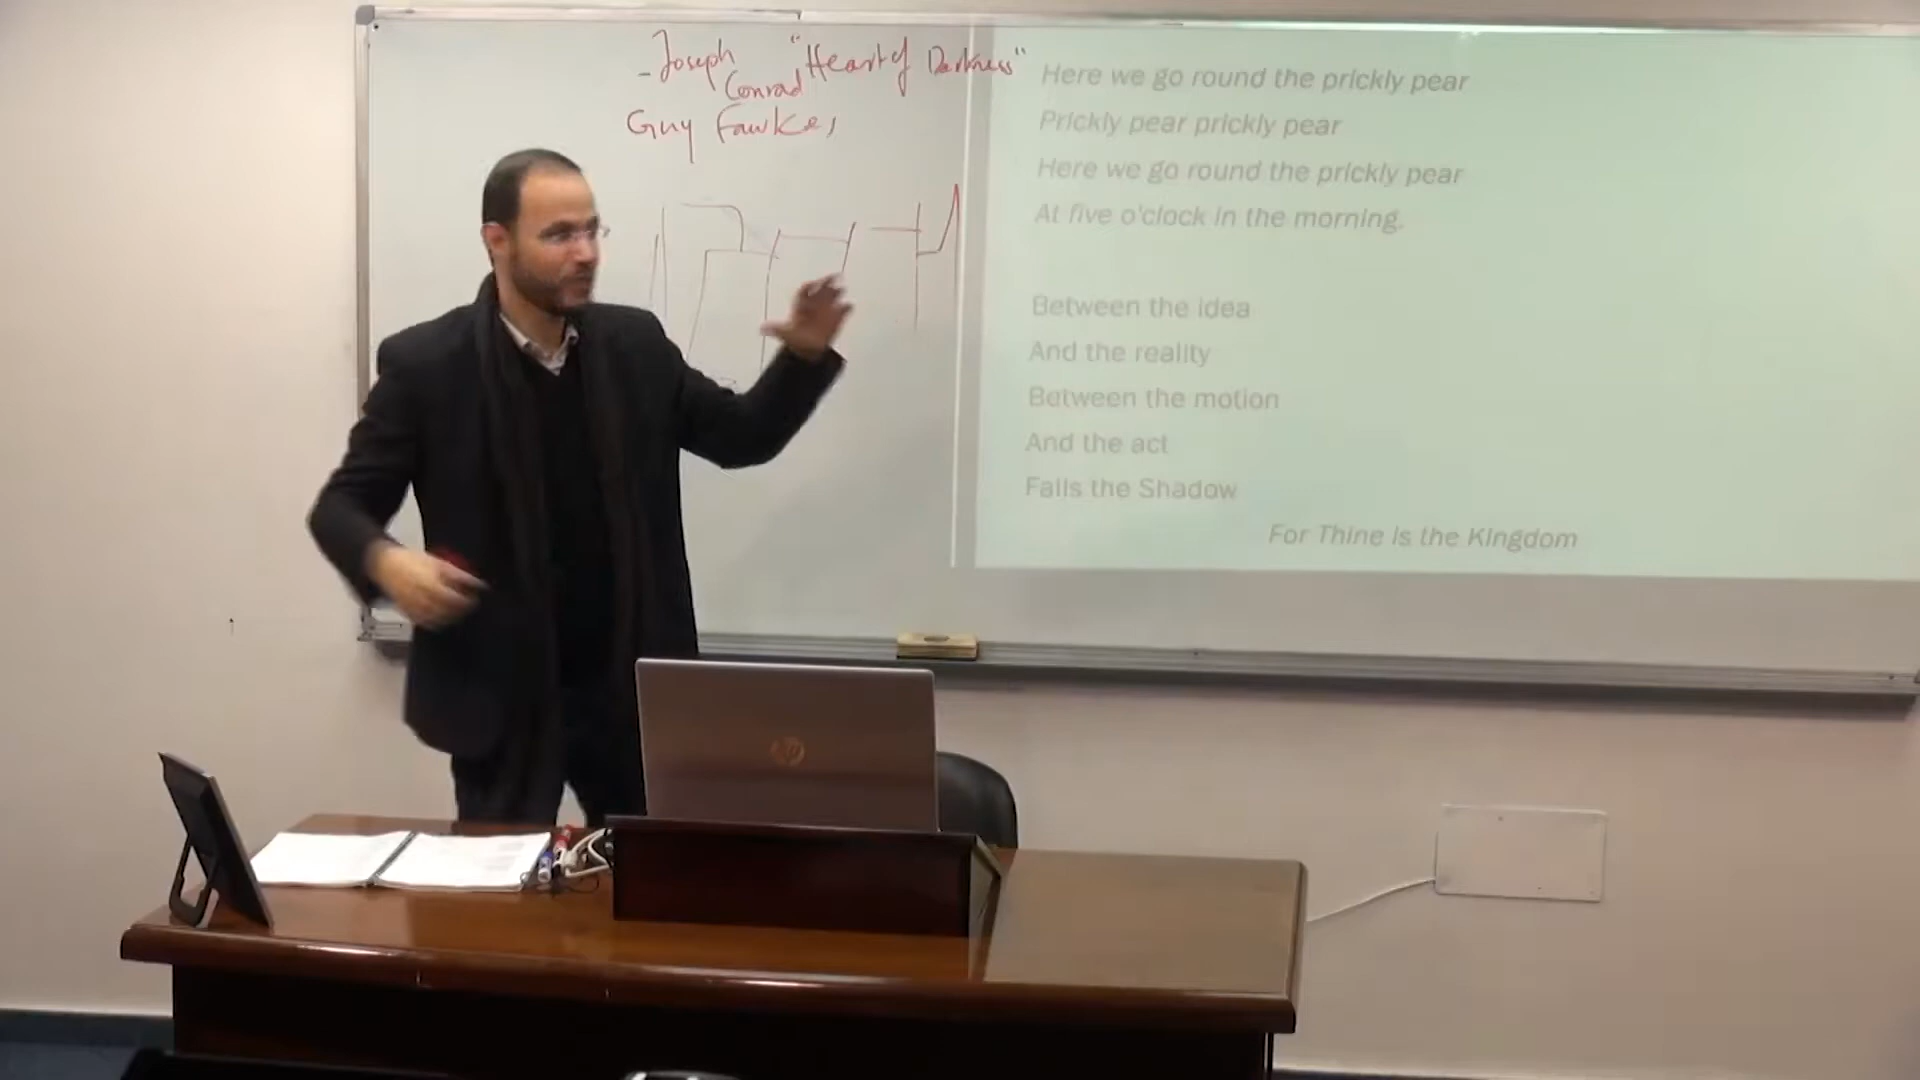 - Joseph Conrad "Heart of Darkness"
Guy Fawkes
Here we go round the prickly pear
Prickly pear prickly pear
Here we go round the prickly pear
At five o'clock in the morning.
Between the idea
And the reality
Between the motion
And the act
Falls the Shadow
For Thine is the Kingdom
hp